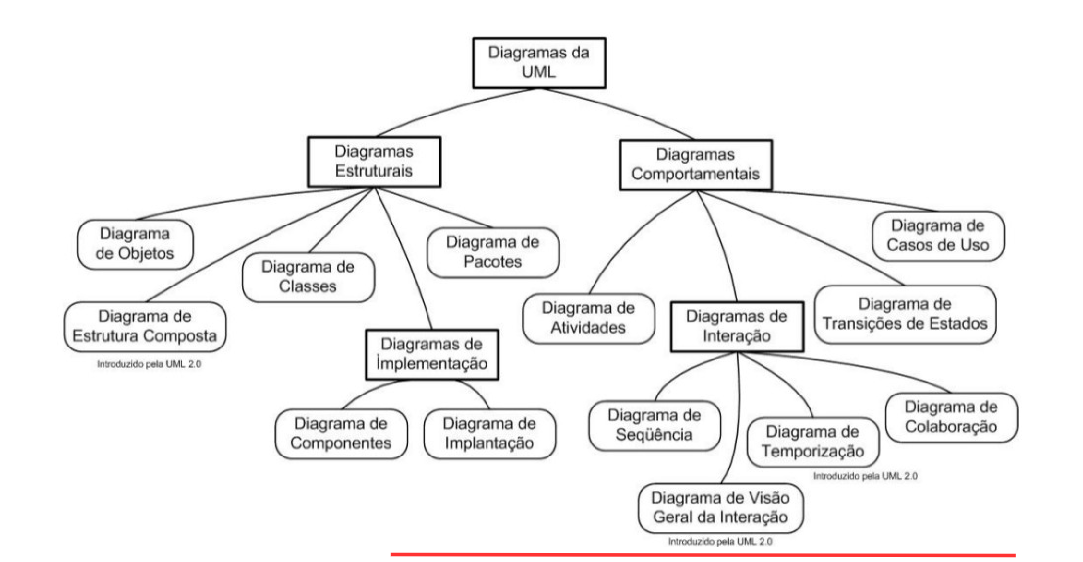 Diagramas da
UML
Diagramas
Estruturais
Diagramas
Comportamentais
Diagrama
de Objetos
Diagrama de
Classes
Diagrama de
Pacotes
Diagrama de
Casos de Uso
Diagrama de
Estrutura Composta
Introduzido pela UML 2.0
Diagramas de
Implementação
Diagrama de
Atividades
Diagramas de
Interação
Diagrama de
Transições de Estados
Diagrama de
Componentes
Diagrama de
Implantação
Diagrama de
Seqüência
Diagrama de
Temporização
Introduzido pela UML 2.0
Diagrama de
Colaboração
Diagrama de Visão
Geral da Interação
Introduzido pela UML 2.0